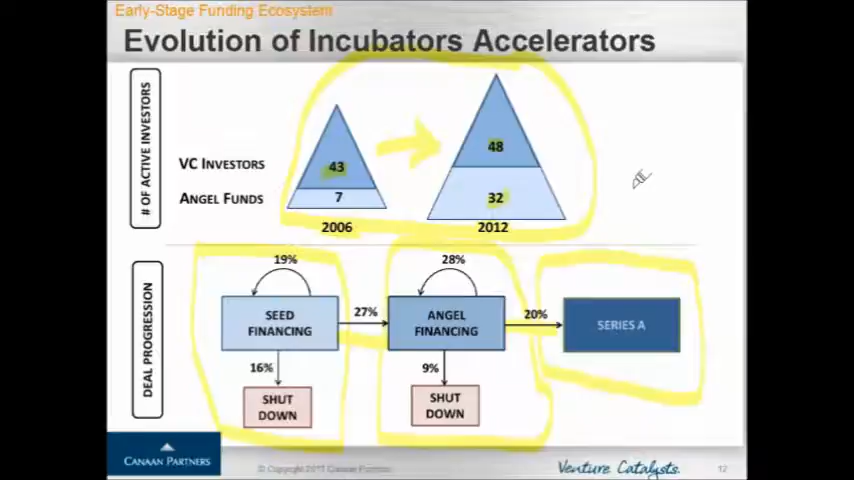 Early-Stage Funding Ecosystem
Evolution of Incubators Accelerators
# OF ACTIVE INVESTORS
VC INVESTORS
ANGEL FUNDS
43
7
2006
48
32
2012
DEAL PROGRESSION
19%
SEED
FINANCING
16%
SHUT
DOWN
27%
28%
ANGEL
FINANCING
9%
SHUT
DOWN
20%
SERIES A
CANAAN PARTNERS
© Copyright 2011 Canaan Partners
Venture Catalysts.
12